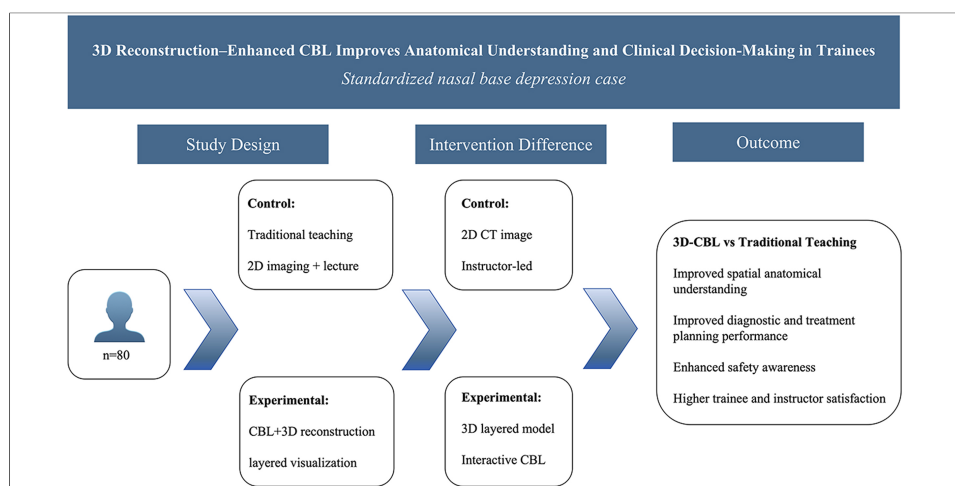 3D Reconstruction–Enhanced CBL Improves Anatomical Understanding and Clinical Decision-Making in Trainees
Standardized nasal base depression case
Study Design
Intervention Difference
Outcome
n=80
Control:
Traditional teaching
2D imaging + lecture
Experimental:
CBL+3D reconstruction
layered visualization
Control:
2D CT image
Instructor-led
Experimental:
3D layered model
Interactive CBL
3D-CBL vs Traditional Teaching
Improved spatial anatomical
understanding
Improved diagnostic and treatment
planning performance
Enhanced safety awareness
Higher trainee and instructor satisfaction